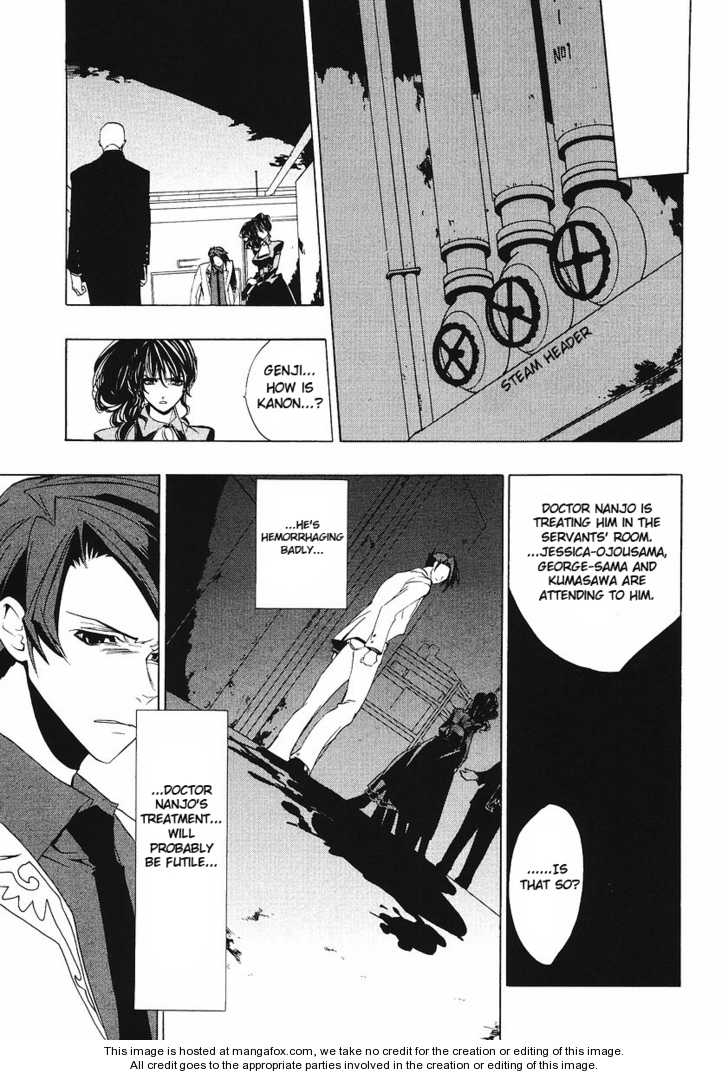 I
No1
STEAM HEADER
GENJI...
HOW IS
KANON...?
DOCTOR NANJO IS
TREATING HIM IN THE
SERVANTS' ROOM.
...JESSICA-OJOUSAMA,
GEORGE-SAMA AND
KUMASAWA ARE
ATTENDING TO HIM.
......IS
THAT SO?
...HE'S
HEMORRHAGING
BADLY...
...DOCTOR
NANJO'S
TREATMENT...
WILL
PROBABLY
BE FUTILE...
This image is hosted at mangafox.com, we take no credit for the creation or editing of this image.
All credit goes to the appropriate parties involved in the creation or editing of this image.